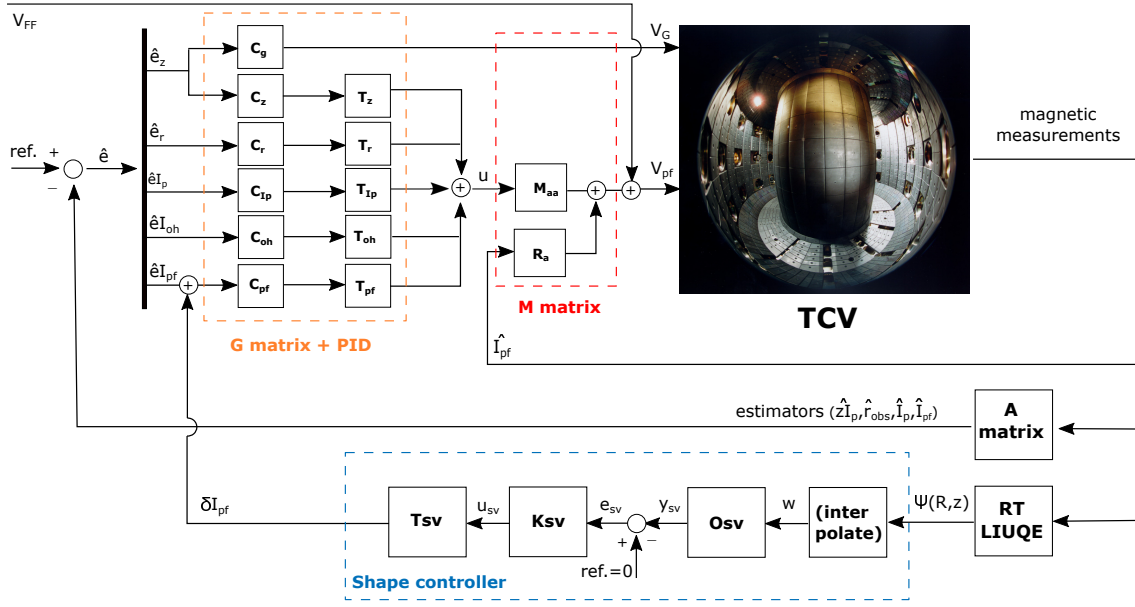 V_FF
ê_z
C_g
V_G
C_z
T_z
magnetic
measurements
ref.
+
−
ê
ê_r
C_r
T_r
êI_p
C_Ip
T_Ip
+
u
M_aa
+
+
V_pf
êI_oh
C_oh
T_oh
R_a
êI_pf
+
C_pf
T_pf
M matrix
TCV
G matrix + PID
Î_pf
estimators (ẑI_p,r̂_obs,Î_p,Î_pf)
A
matrix
δI_pf
Tsv
u_sv
Ksv
e_sv
+
−
y_sv
Osv
w
(inter
polate)
Ψ(R,z)
RT
LIUQE
ref.=0
Shape controller